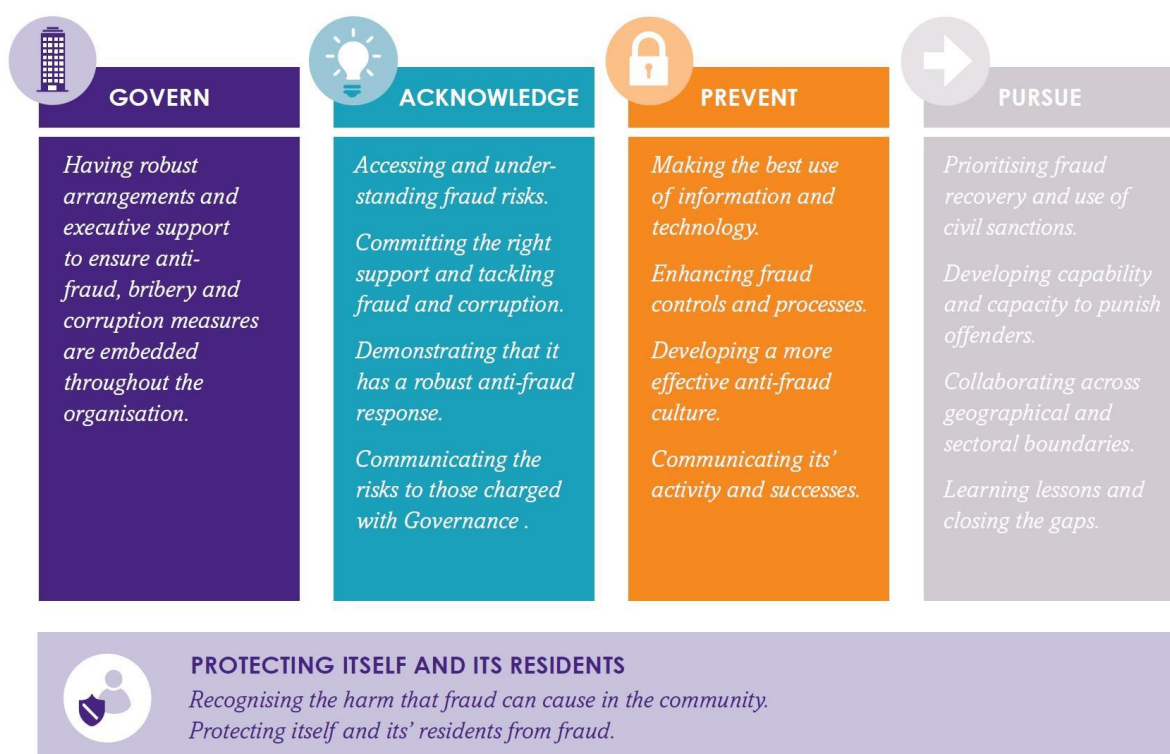 GOVERN
Having robust
arrangements and
executive support
to ensure anti-
fraud, bribery and
corruption measures
are embedded
throughout the
organisation.
ACKNOWLEDGE
Accessing and under-
standing fraud risks.
Committing the right
support and tackling
fraud and corruption.
Demonstrating that it
has a robust anti-fraud
response.
Communicating the
risks to those charged
with Governance .
PREVENT
Making the best use
of information and
technology.
Enhancing fraud
controls and processes.
Developing a more
effective anti-fraud
culture.
Communicating its’
activity and successes.
PURSUE
Prioritising fraud
recovery and use of
civil sanctions.
Developing capability
and capacity to punish
offenders.
Collaborating across
geographical and
sectoral boundaries.
Learning lessons and
closing the gaps.
PROTECTING ITSELF AND ITS RESIDENTS
Recognising the harm that fraud can cause in the community.
Protecting itself and its’ residents from fraud.